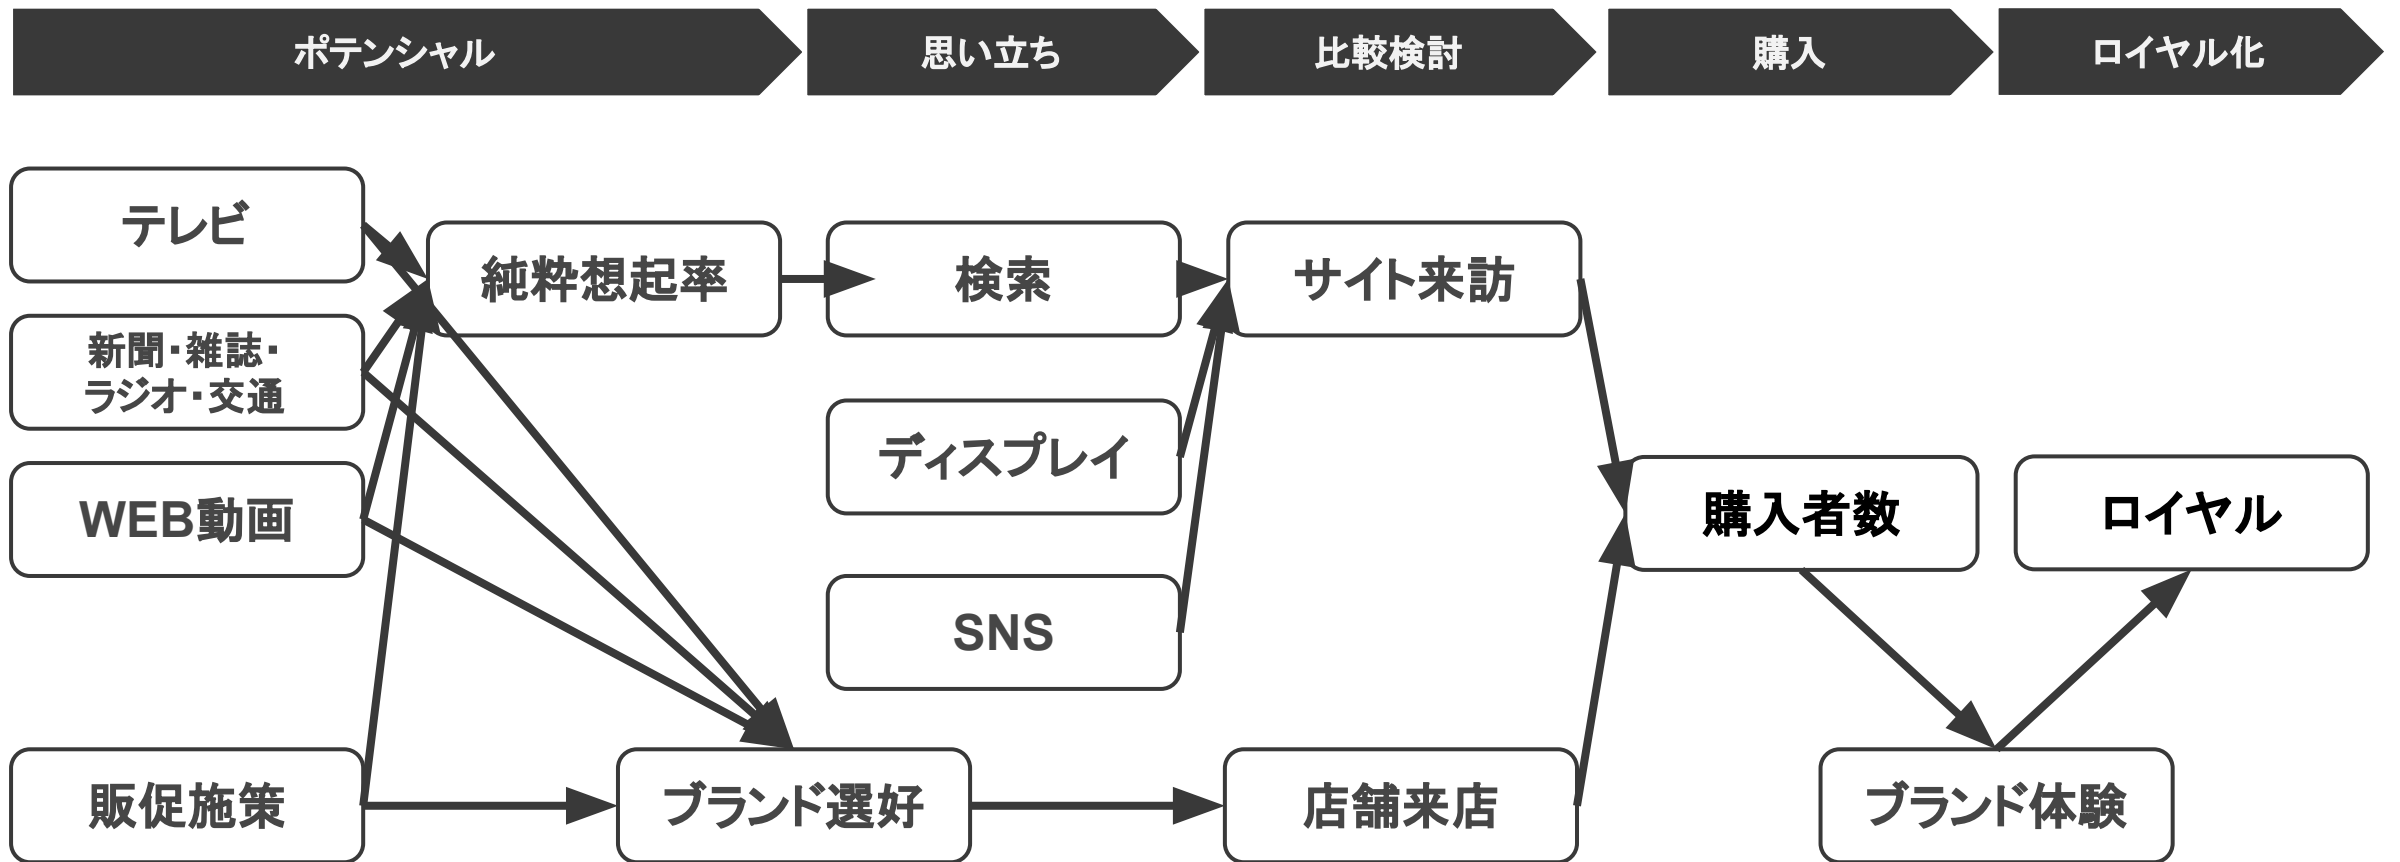 ポテンシャル
思い立ち
比較検討
購入
ロイヤル化
テレビ
純粋想起率
検索
サイト来訪
新聞・雑誌・
ラジオ・交通
ディスプレイ
WEB動画
購入者数
ロイヤル
SNS
販促施策
ブランド選好
店舗来店
ブランド体験